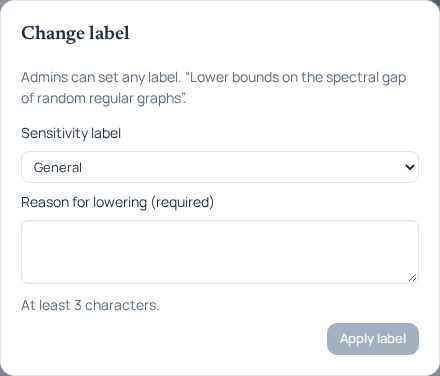 Change label
Admins can set any label. “Lower bounds on the spectral gap
of random regular graphs”.
Sensitivity label
General
Reason for lowering (required)
At least 3 characters.
Apply label